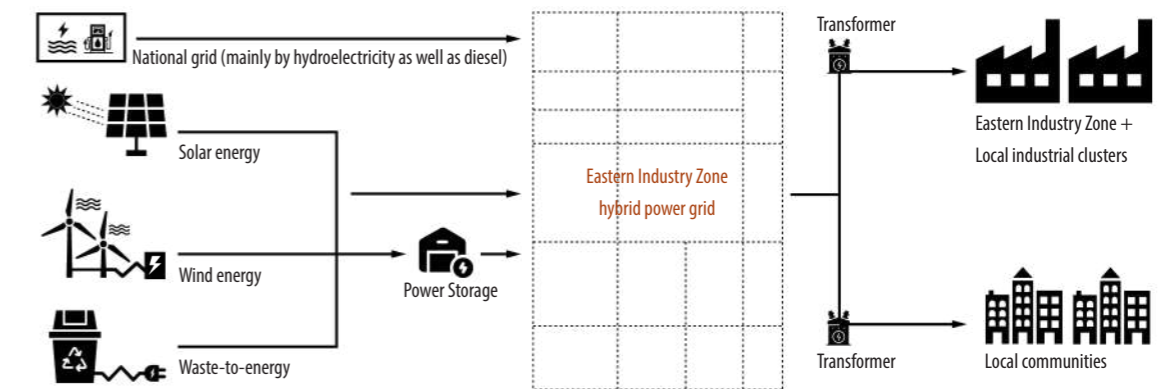 Transformer
National grid (mainly by hydroelectricity as well as diesel)
Solar energy
Eastern Industry Zone +
Local industrial clusters
Eastern Industry Zone
hybrid power grid
Wind energy
Power Storage
Waste-to-energy
Transformer
Local communities